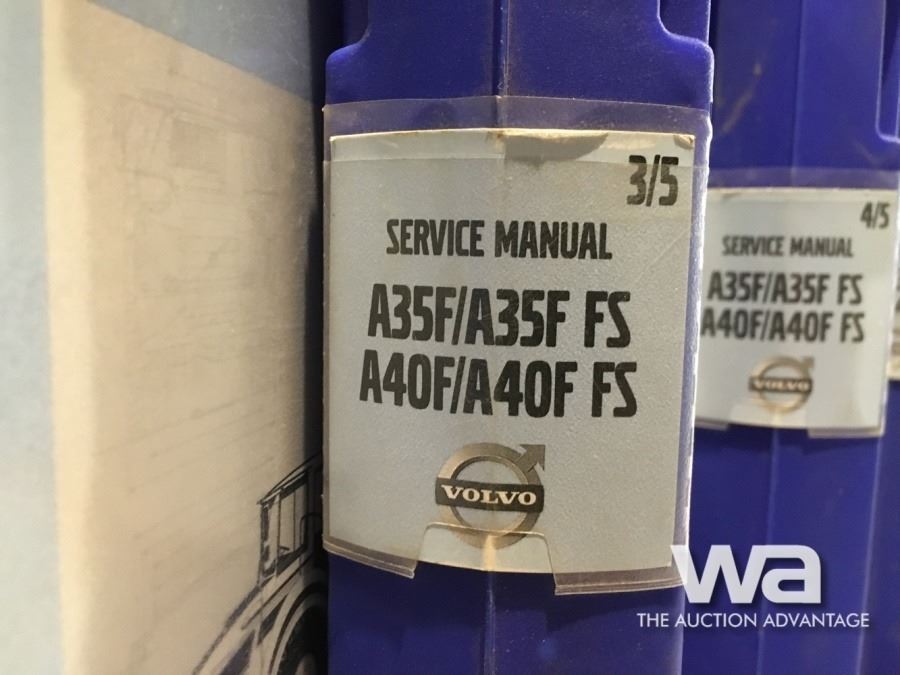 3/5
SERVICE MANUAL
A35F/A35F FS
A40F/A40F FS
VOLVO
4/5
SERVICE MANUAL
A35F/A35F FS
A40F/A40F FS
VOLVO
wa
THE AUCTION ADVANTAGE